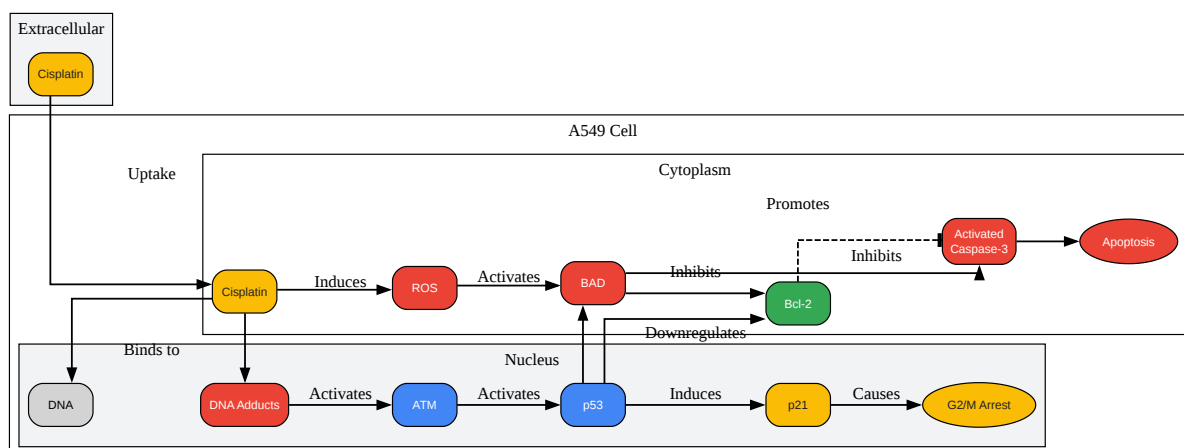 Extracellular
Cisplatin
A549 Cell
Uptake
Cytoplasm
Promotes
Activated
Caspase-3
Apoptosis
Inhibits
Inhibits
Induces
Activates
Cisplatin
ROS
BAD
Bcl-2
Downregulates
Binds to
Nucleus
DNA
DNA Adducts
Activates
ATM
Activates
p53
Induces
p21
Causes
G2/M Arrest